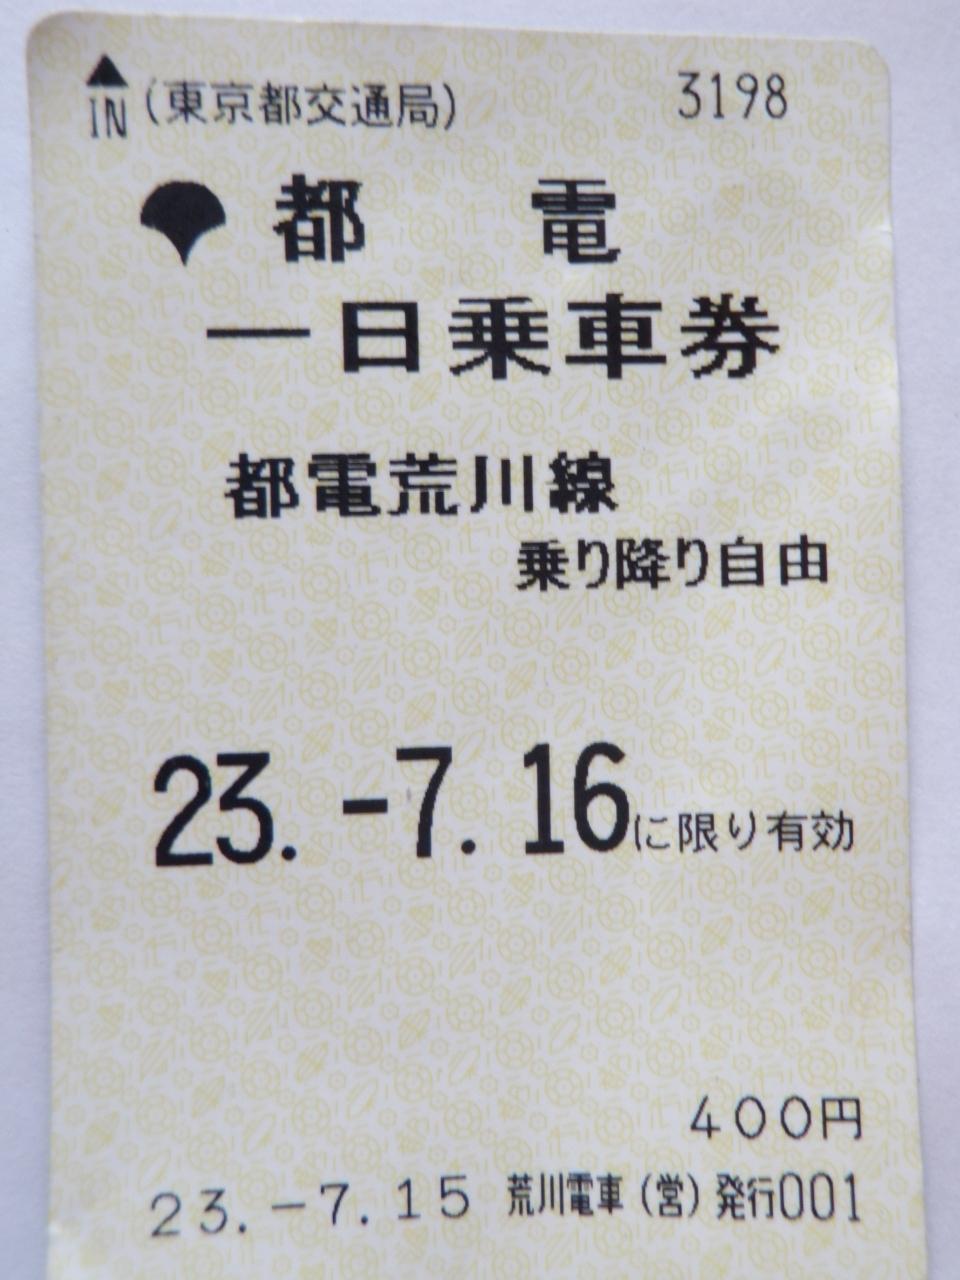 ▲
IN (東京都交通局) 3198
都 電
一日乗車券
都電荒川線
乗り降り自由
23.-7.16に限り有効
400円
23.-7.15 荒川電車(営)発行001